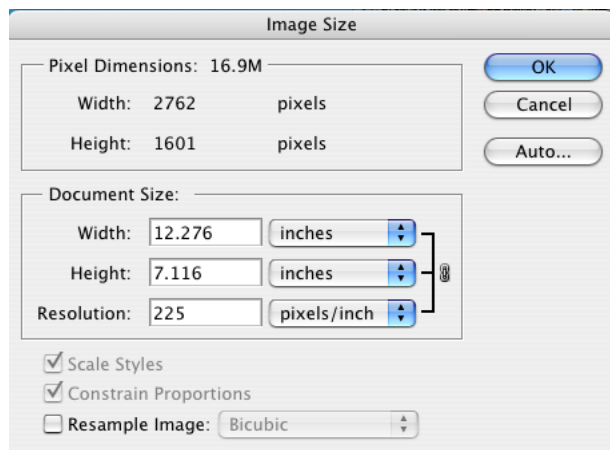 Image Size
Pixel Dimensions: 16.9M
Width: 2762 pixels
Height: 1601 pixels
OK
Cancel
Auto...
Document Size:
Width: 12.276 inches
Height: 7.116 inches
Resolution: 225 pixels/inch
Scale Styles
Constrain Proportions
Resample Image: Bicubic